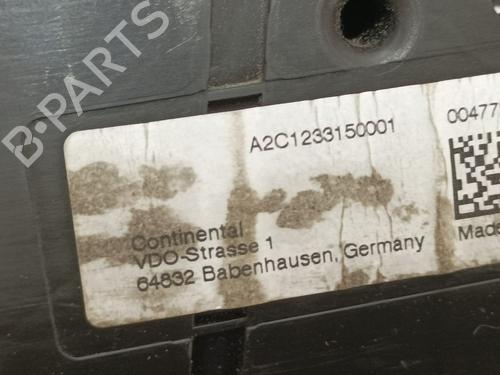 B-PARTS
A2C1233150001
00477
Continental
VDO-Strasse 1
64832 Babenhausen, Germany
Made